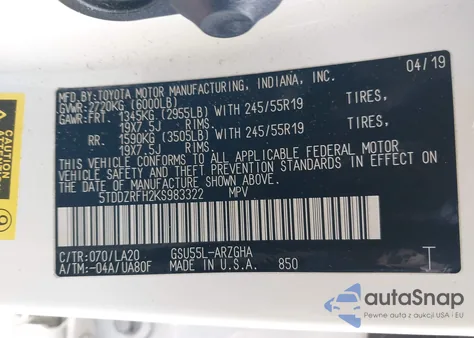 MFD.BY:TOYOTA MOTOR MANUFACTURING, INDIANA, INC. 04/19
GVWR:2720KG (6000LB)
GAWR:FRT. 1345KG (2955LB) WITH 245/55R19 TIRES,
19X7.5J RIMS
RR. 1590KG (3505LB) WITH 245/55R19 TIRES,
19X7.5J RIMS
THIS VEHICLE CONFORMS TO ALL APPLICABLE FEDERAL MOTOR
VEHICLE SAFETY AND THEFT PREVENTION STANDARDS IN EFFECT
ON THE DATE OF MANUFACTURE SHOWN ABOVE.
5TDDZRFH2KS983322 MPV
C/TR:070/LA20 GSU55L-ARZGHA
A/TM:-04A/UA80F MADE IN U.S.A. 850
CAUTION
autoSnap
Pewne auta z aukcji USA i EU